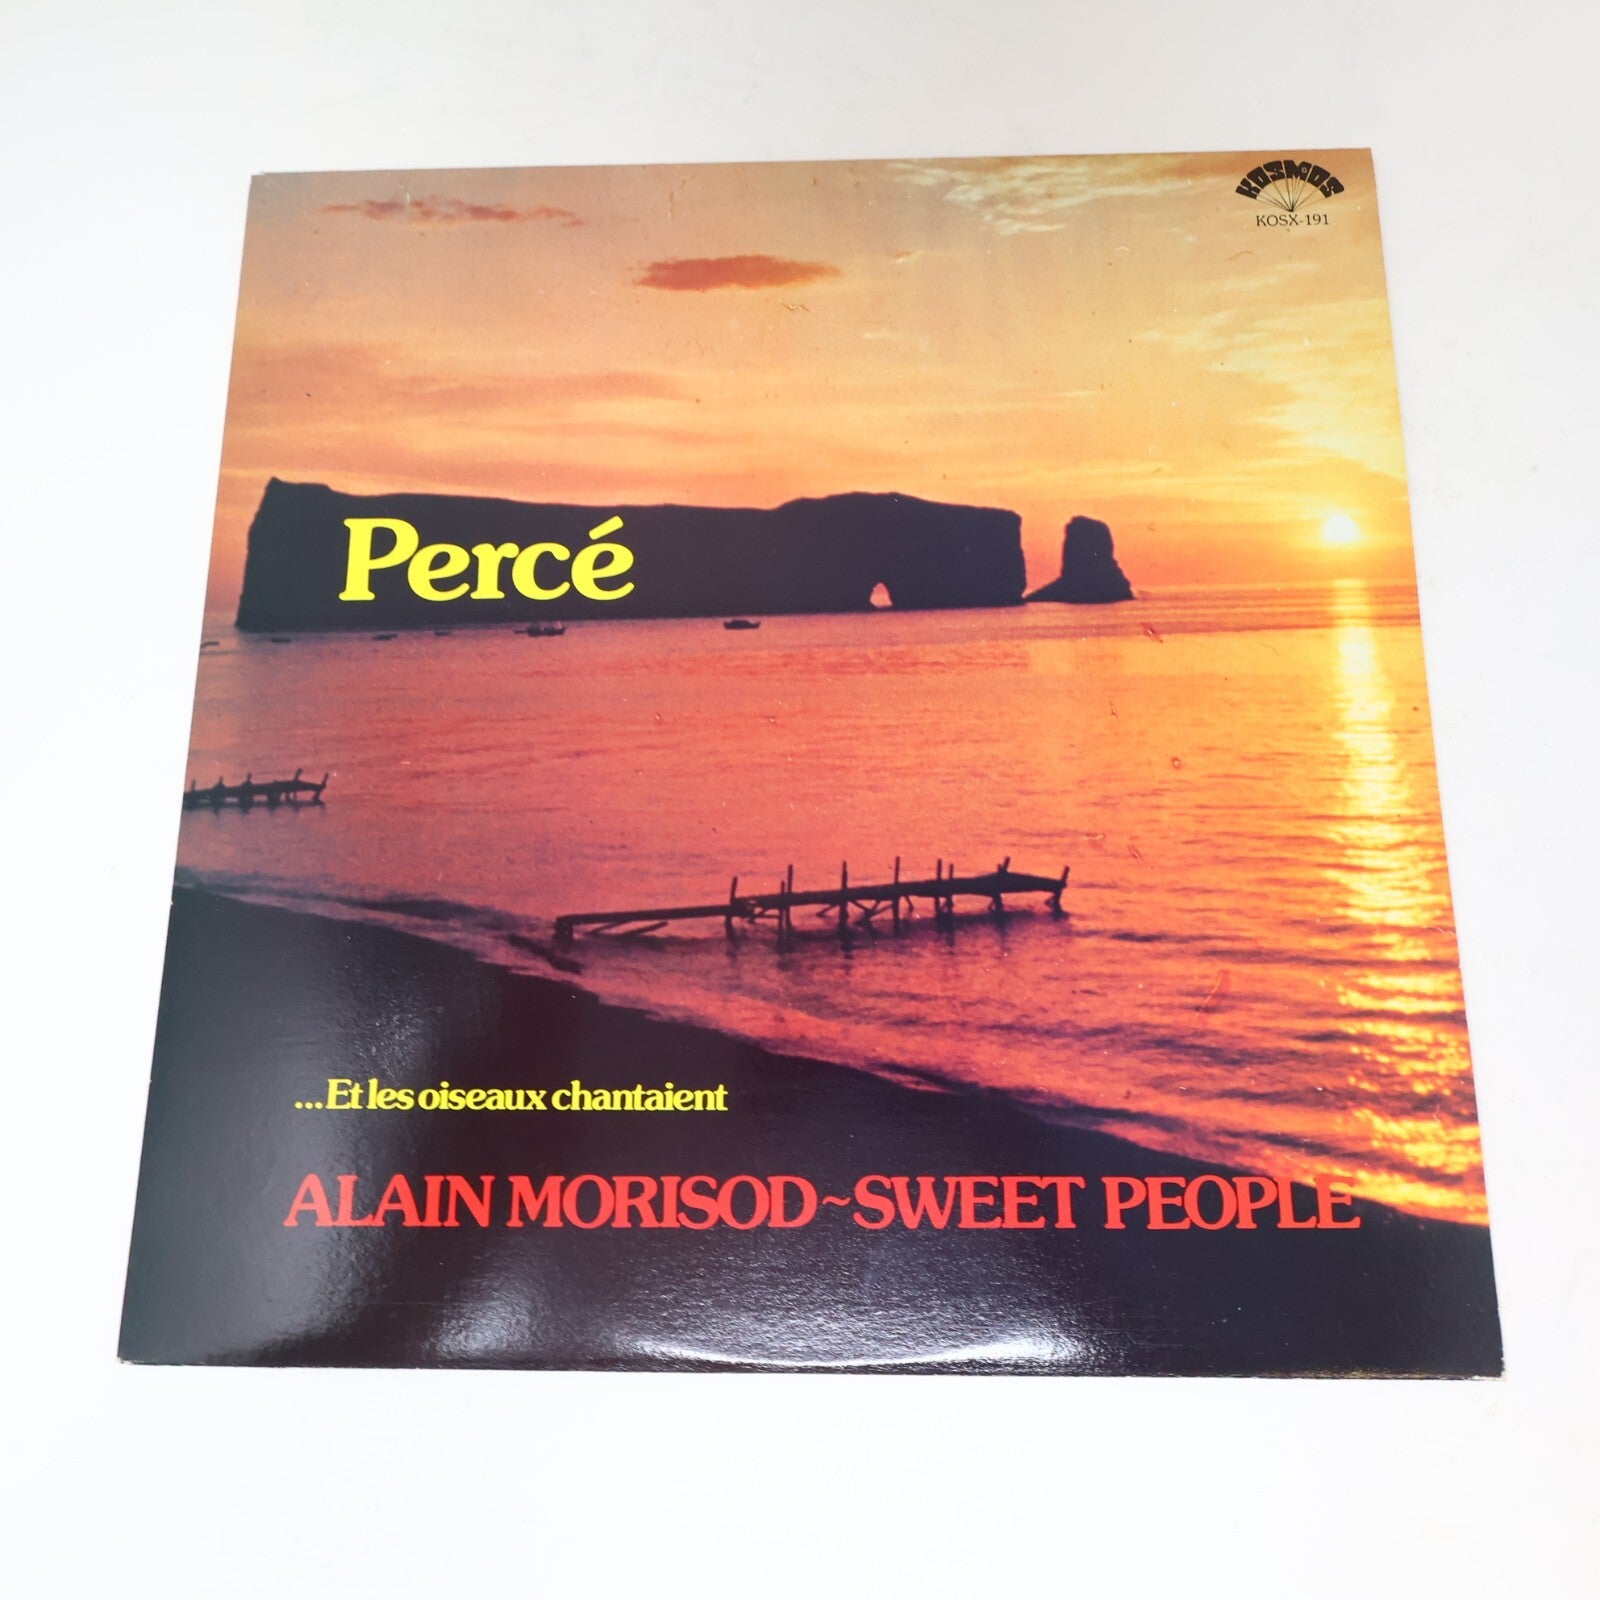 KOSMOS
KOSX-191
Percé
...Et les oiseaux chantaient
ALAIN MORISOD~SWEET PEOPLE